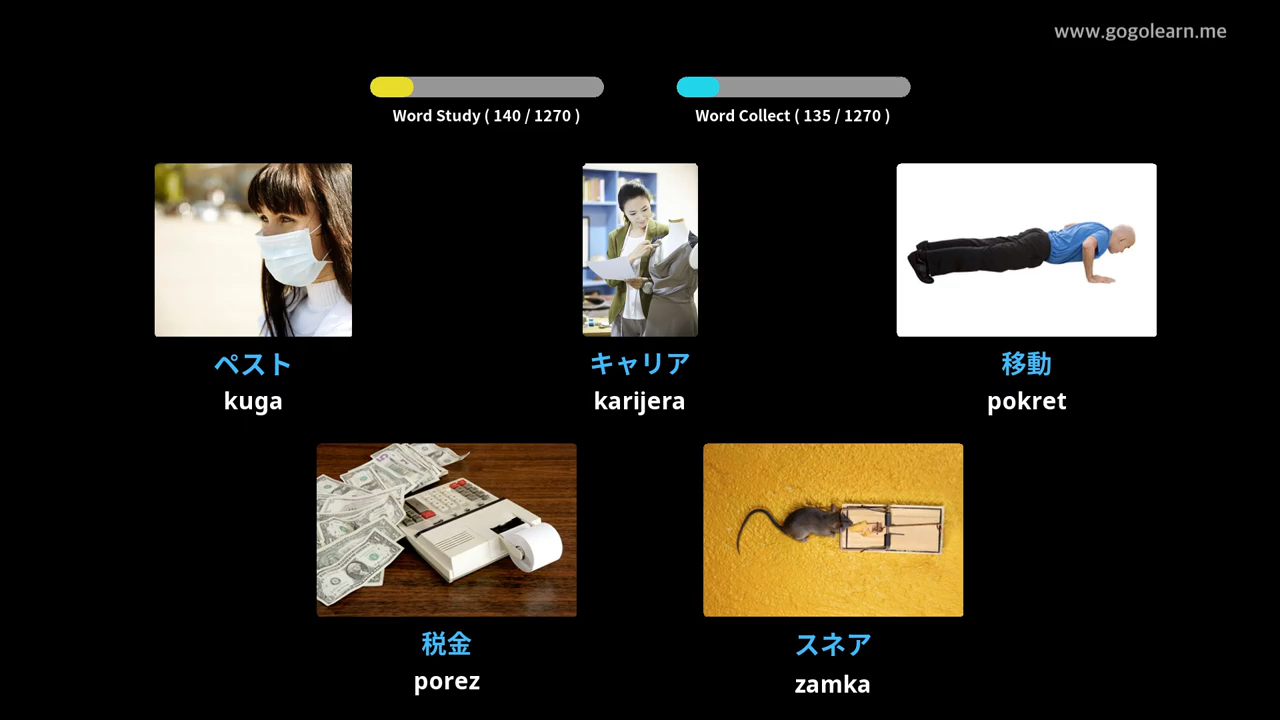 www.gogolearn.me
Word Study ( 140 / 1270 )
Word Collect ( 135 / 1270 )
ペスト
kuga
キャリア
karijera
移動
pokret
税金
porez
スネア
zamka